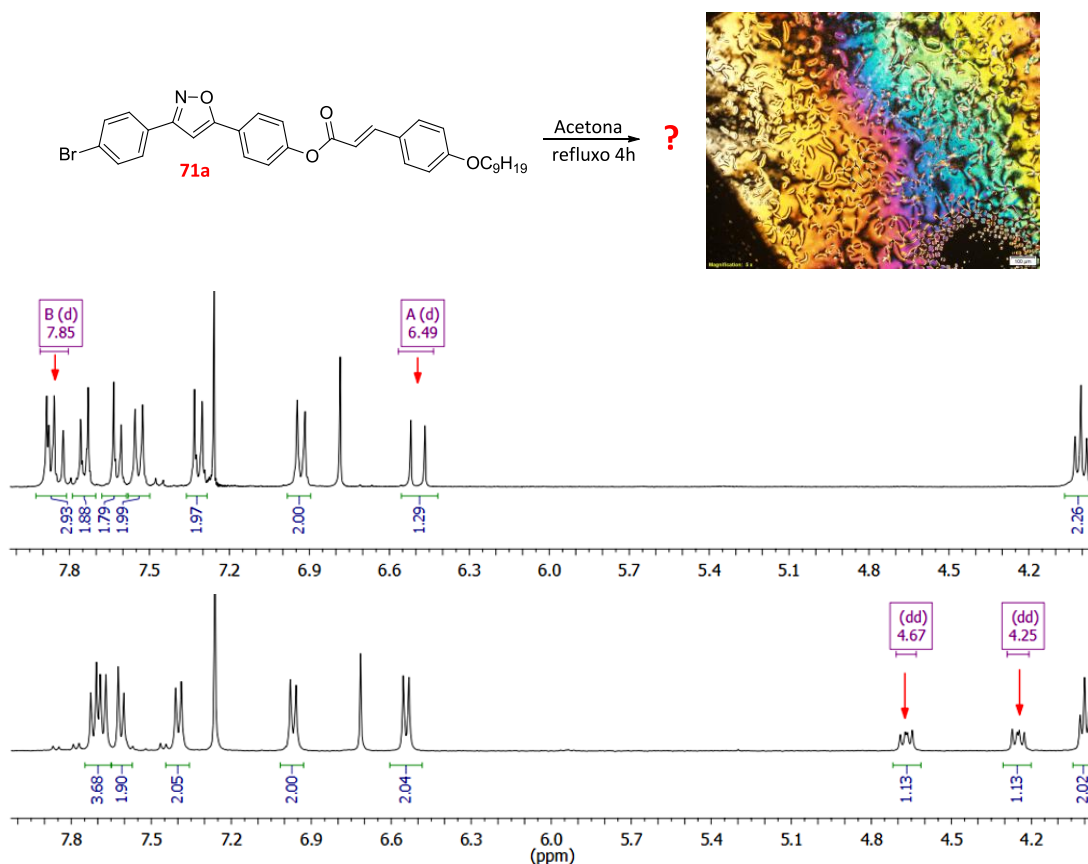 N
O
O
Br
O
OC9H19
71a
Acetona
refluxo 4h
?
Magnification: 5 x
100 µm
B (d)
7.85
A (d)
6.49
2.93
1.88
1.79
1.99
1.97
2.00
1.29
2.26
7.8 7.5 7.2 6.9 6.6 6.3 6.0 5.7 5.4 5.1 4.8 4.5 4.2
(dd)
4.67
(dd)
4.25
3.68
1.90
2.05
2.00
2.04
1.13
1.13
2.02
7.8 7.5 7.2 6.9 6.6 6.3 6.0 5.7 5.4 5.1 4.8 4.5 4.2
(ppm)